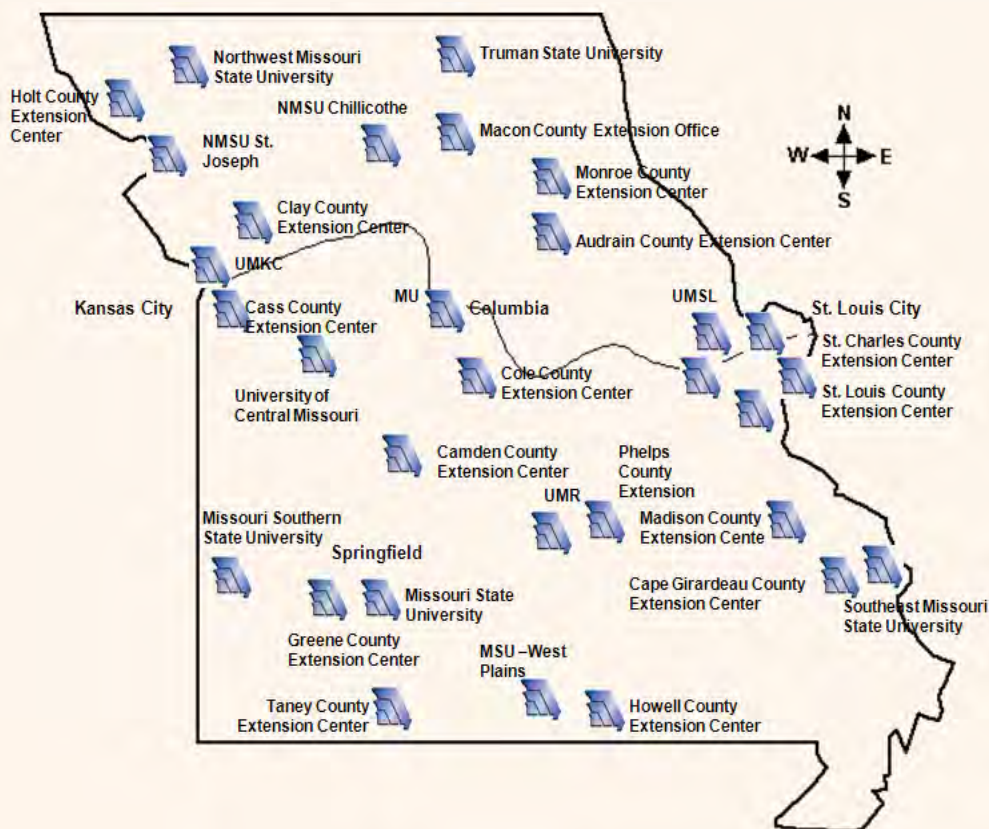 Northwest Missouri
State University
Truman State University
Holt County
Extension
Center
NMSU Chillicothe
Macon County Extension Office
NMSU St.
Joseph
Monroe County
Extension Center
N
W
E
S
Clay County
Extension Center
Audrain County Extension Center
UMKC
Kansas City
Cass County
Extension Center
MU
Columbia
UMSL
St. Louis City
St. Charles County
Extension Center
University of
Central Missouri
Cole County
Extension Center
St. Louis County
Extension Center
Camden County
Extension Center
Phelps
County
Extension
UMR
Madison County
Extension Cente
Missouri Southern
State University
Springfield
Missouri State
University
Cape Girardeau County
Extension Center
Southeast Missouri
State University
Greene County
Extension Center
MSU –West
Plains
Taney County
Extension Center
Howell County
Extension Center